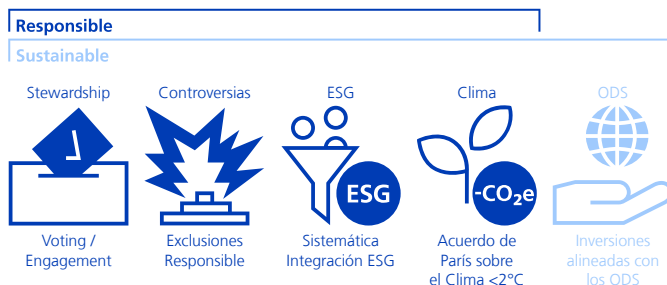 Responsible
Sustainable
Stewardship
Controversias
ESG
Clima
ODS
ESG
-CO₂e
Voting /
Engagement
Exclusiones
Responsible
Sistemática
Integración ESG
Acuerdo de
París sobre
el Clima <2°C
Inversiones
alineadas con
los ODS